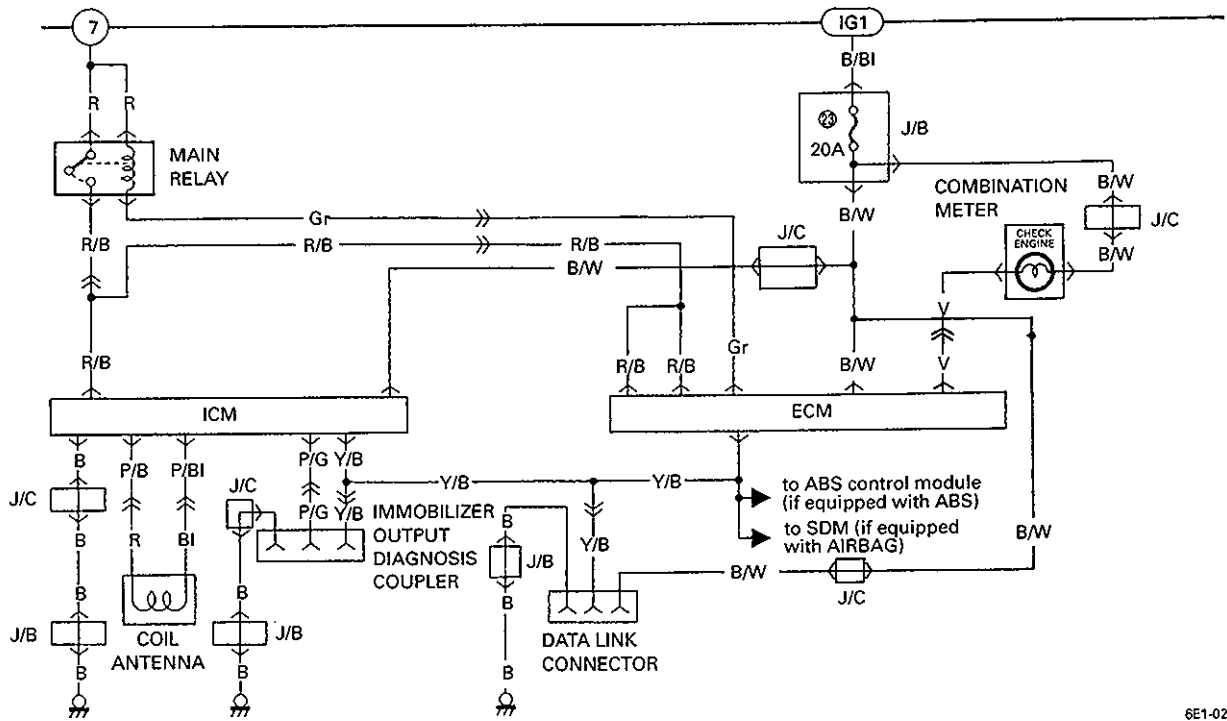 7
IG1
B/Bl
R
R
23
20A
J/B
MAIN
RELAY
COMBINATION
METER
B/W
J/C
B/W
CHECK
ENGINE
B/W
Gr
R/B
R/B
R/B
B/W
J/C
V
V
R/B
R/B
R/B
Gr
B/W
ICM
ECM
B
P/B
P/Bl
P/G
Y/B
J/C
J/C
Y/B
Y/B
to ABS control module
(if equipped with ABS)
P/G
Y/B
IMMOBILIZER
OUTPUT
DIAGNOSIS
COUPLER
to SDM (if equipped
with AIRBAG)
B
R
Bl
B
Y/B
B/W
J/B
B/W
J/C
B
B
B
J/B
COIL
ANTENNA
J/B
DATA LINK
CONNECTOR
B
B
B
6E1-02